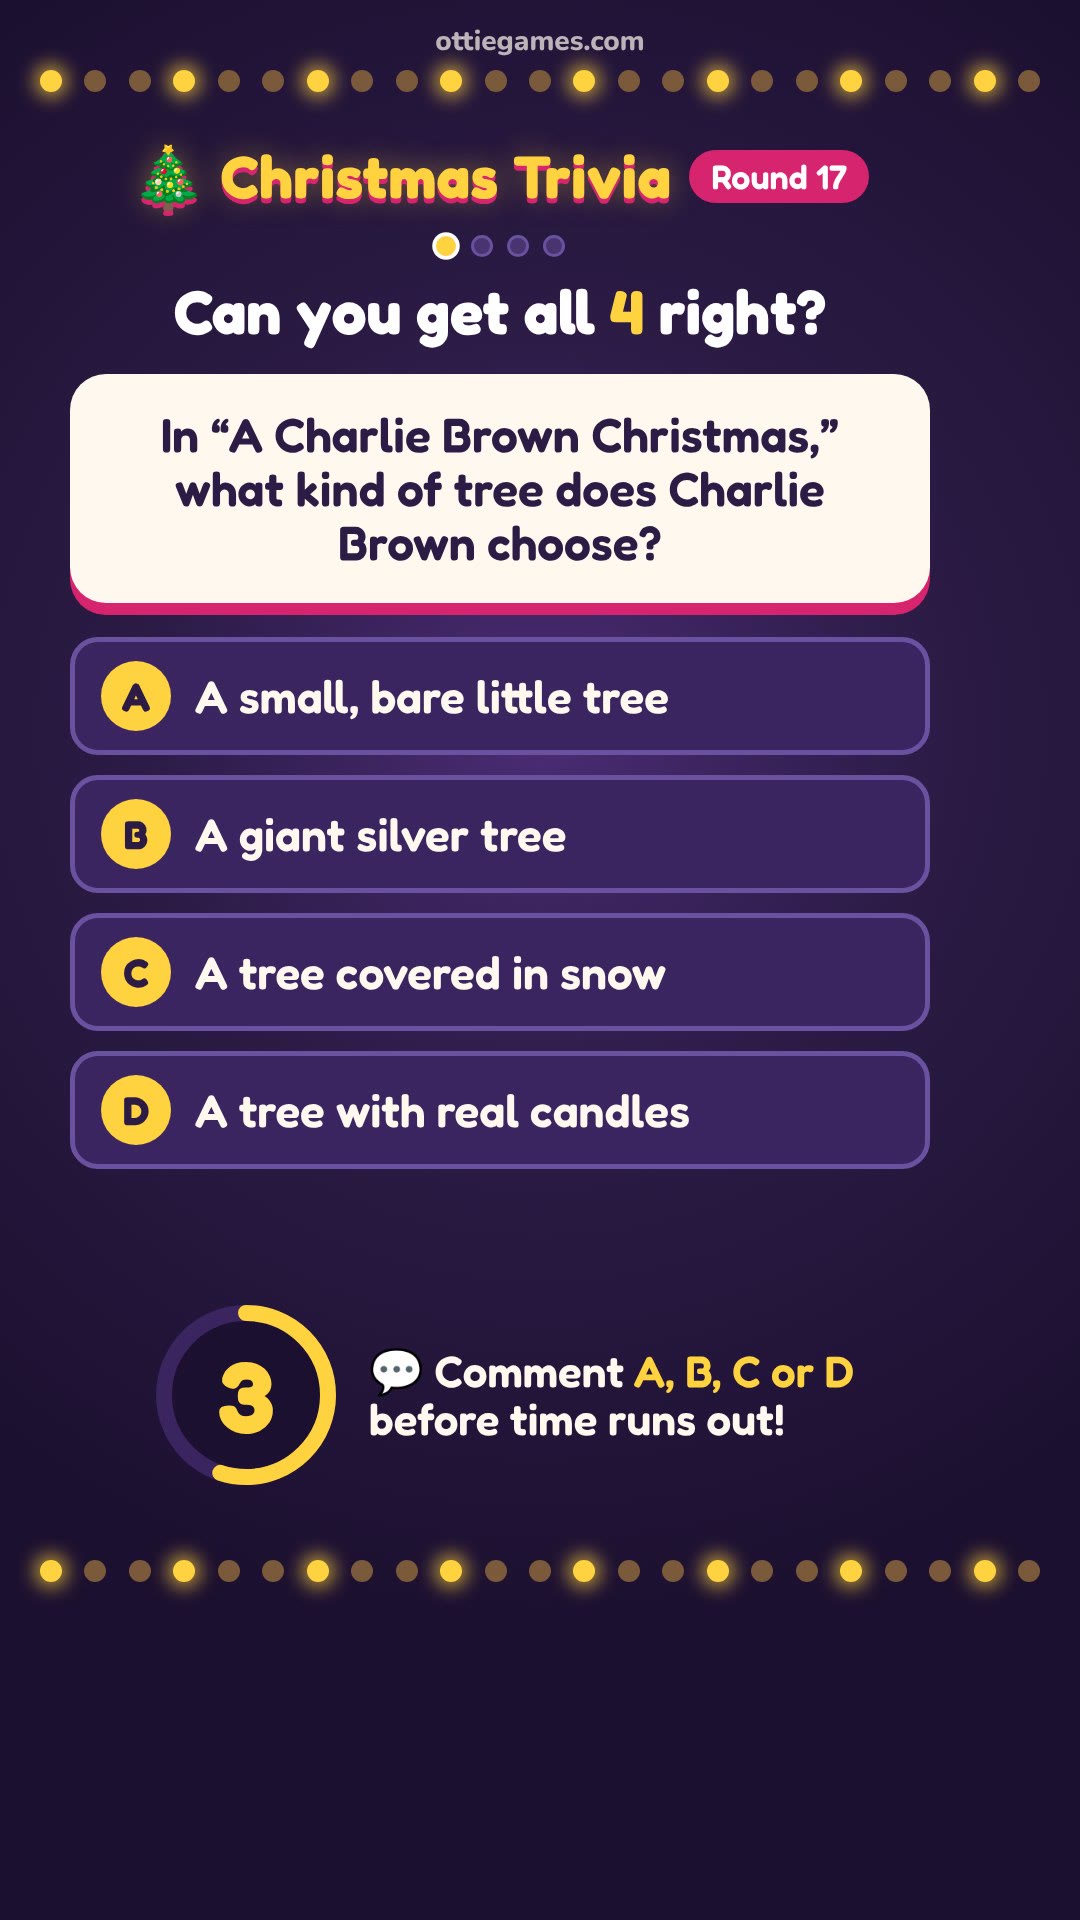 ottiegames.com
Christmas Trivia Round 17
Can you get all 4 right?
In “A Charlie Brown Christmas,”
what kind of tree does Charlie
Brown choose?
A A small, bare little tree
B A giant silver tree
C A tree covered in snow
D A tree with real candles
3
Comment A, B, C or D
before time runs out!